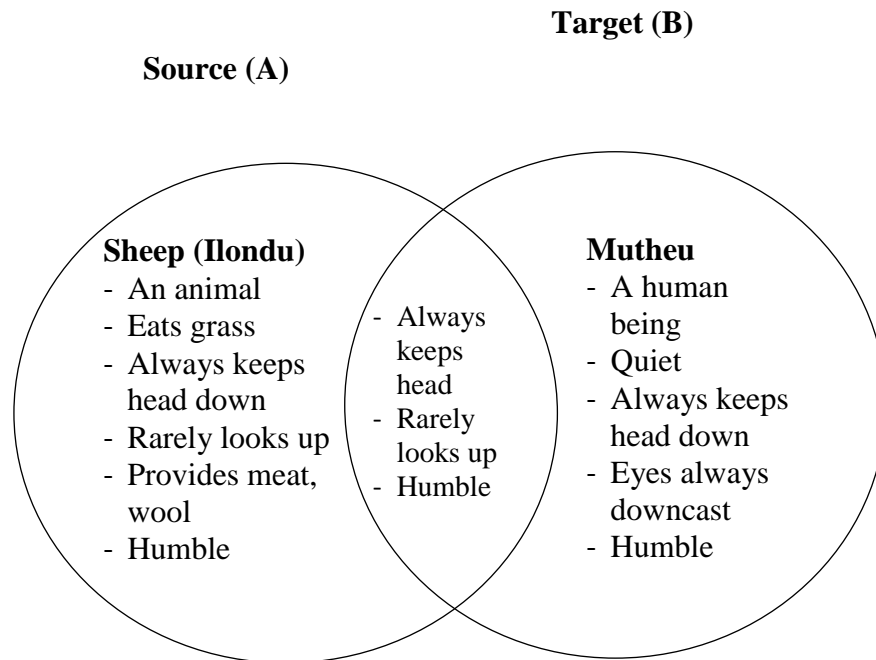 Target (B)
Source (A)
Sheep (Ilondu)
- An animal
- Eats grass
- Always keeps
head down
- Rarely looks up
- Provides meat,
wool
- Humble
- Always
keeps
head
- Rarely
looks up
- Humble
Mutheu
- A human
being
- Quiet
- Always keeps
head down
- Eyes always
downcast
- Humble